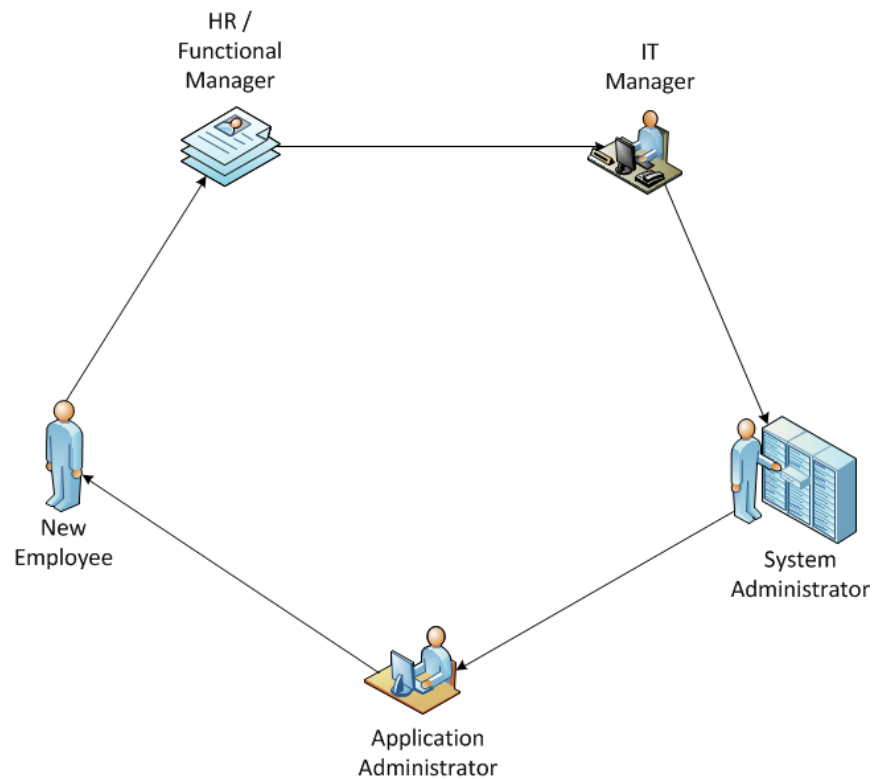 HR /
Functional
Manager
IT
Manager
New
Employee
System
Administrator
Application
Administrator